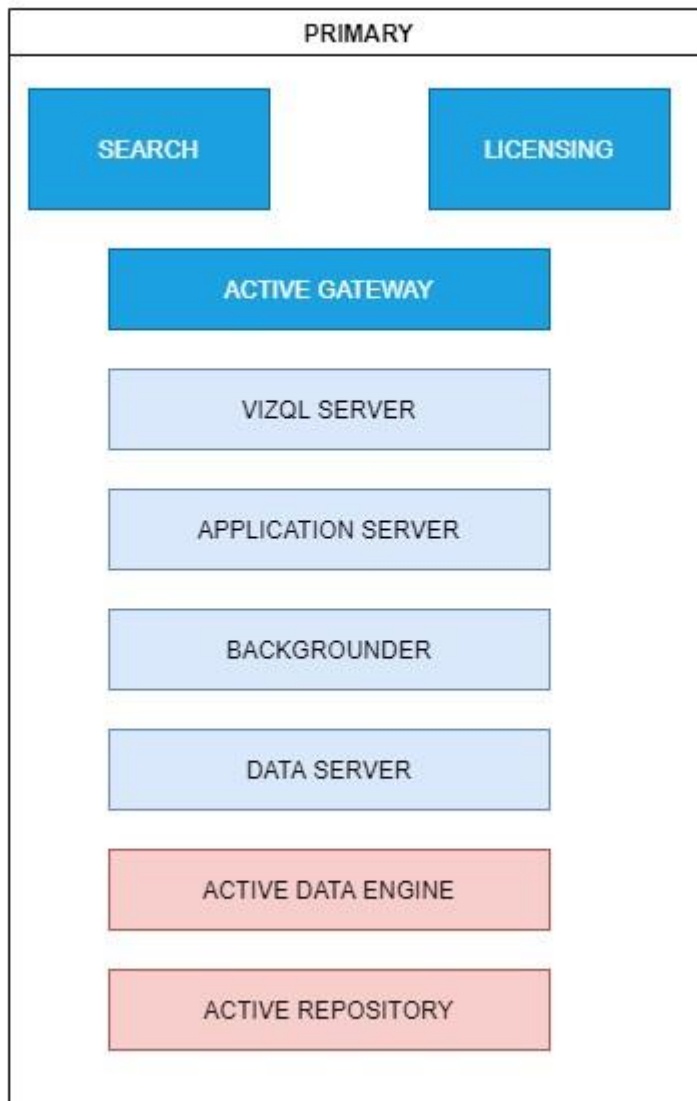 PRIMARY
SEARCH
LICENSING
ACTIVE GATEWAY
VIZQL SERVER
APPLICATION SERVER
BACKGROUNDER
DATA SERVER
ACTIVE DATA ENGINE
ACTIVE REPOSITORY